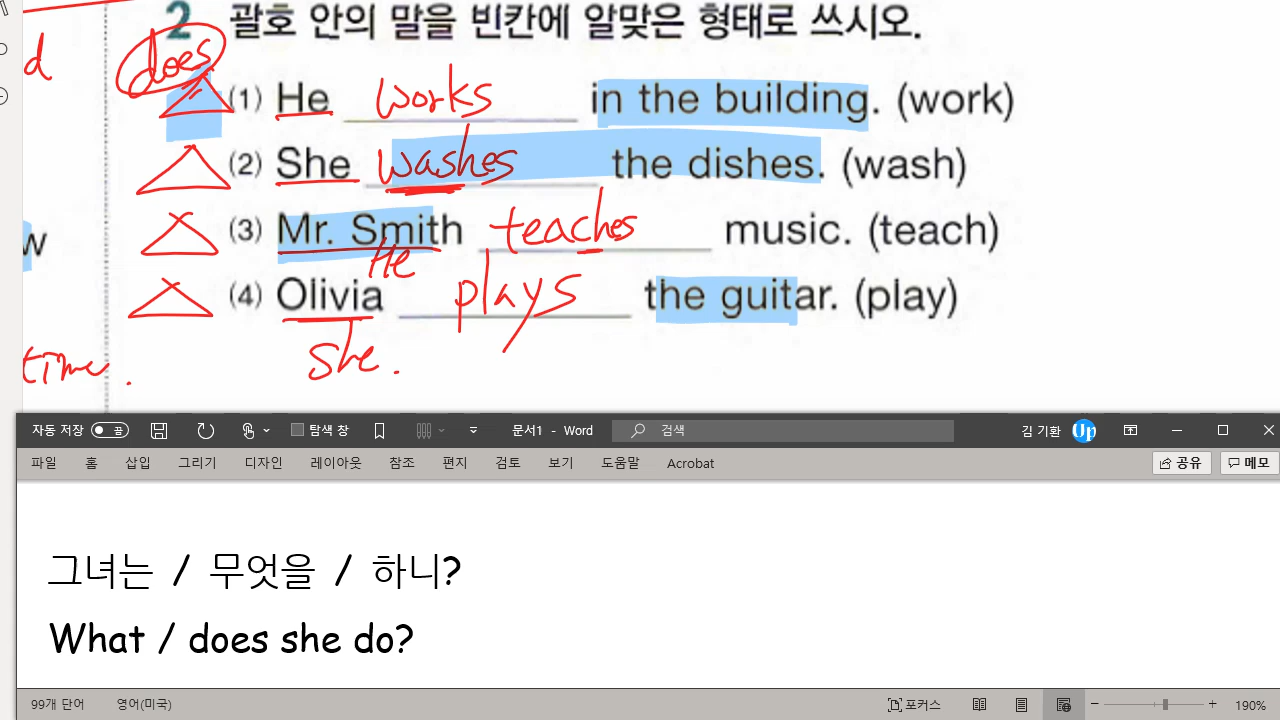 2 괄호 안의 말을 빈칸에 알맞은 형태로 쓰시오.
does
d
(1) He works in the building. (work)
(2) She washes the dishes. (wash)
(3) Mr. Smith teaches music. (teach)
w
He
(4) Olivia plays the guitar. (play)
she.
time.
자동 저장 끔 탐색 창 문서1 - Word 검색 김 기환 Up
파일 홈 삽입 그리기 디자인 레이아웃 참조 편지 검토 보기 도움말 Acrobat 공유 메모
그녀는 / 무엇을 / 하니?
What / does she do?
99개 단어 영어(미국) 포커스 190%